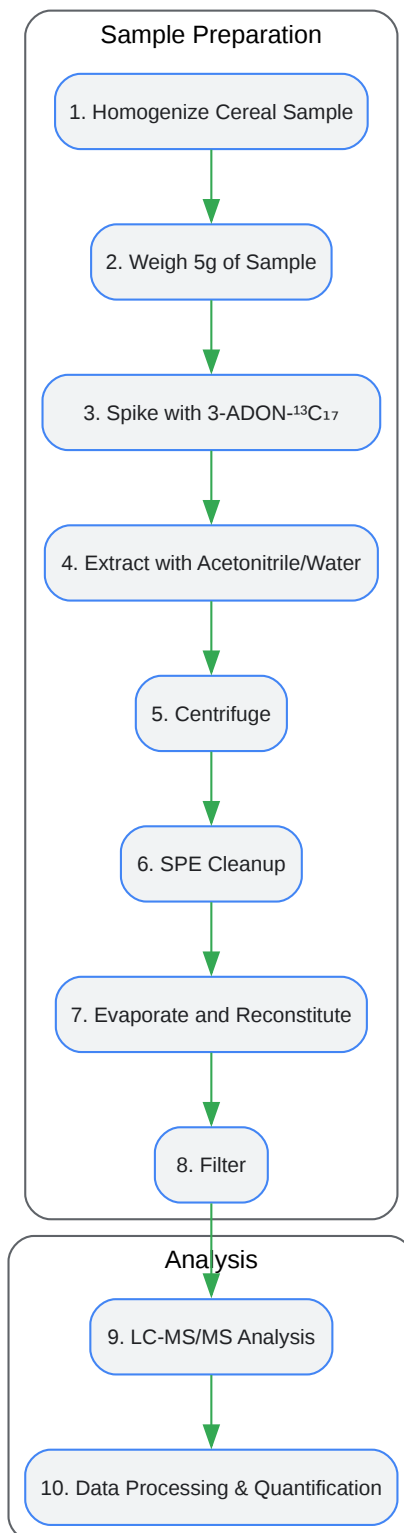 Sample Preparation
1. Homogenize Cereal Sample
2. Weigh 5g of Sample
3. Spike with 3-ADON-¹³C₁₇
4. Extract with Acetonitrile/Water
5. Centrifuge
6. SPE Cleanup
7. Evaporate and Reconstitute
8. Filter
Analysis
9. LC-MS/MS Analysis
10. Data Processing & Quantification